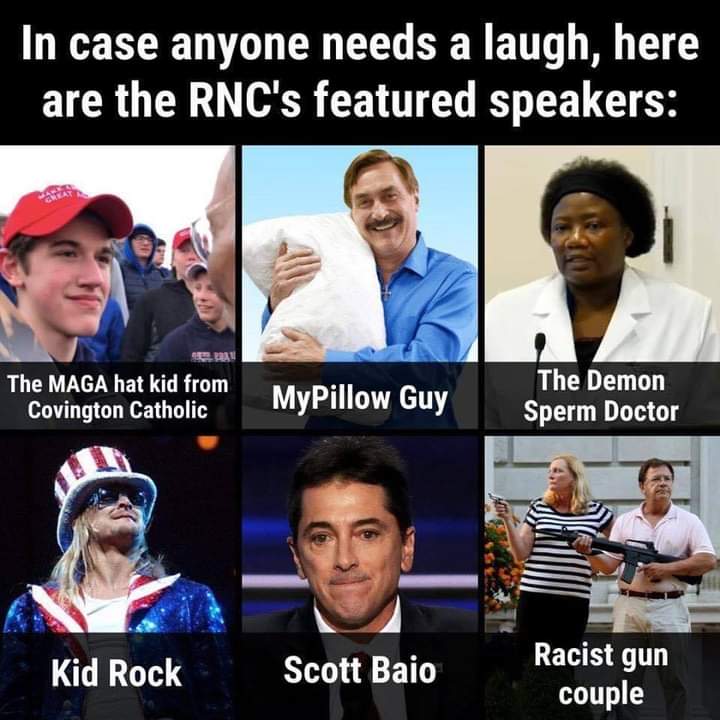 In case anyone needs a laugh, here
are the RNC's featured speakers:
The MAGA hat kid from
Covington Catholic
MyPillow Guy
The Demon
Sperm Doctor
Kid Rock
Scott Baio
Racist gun
couple